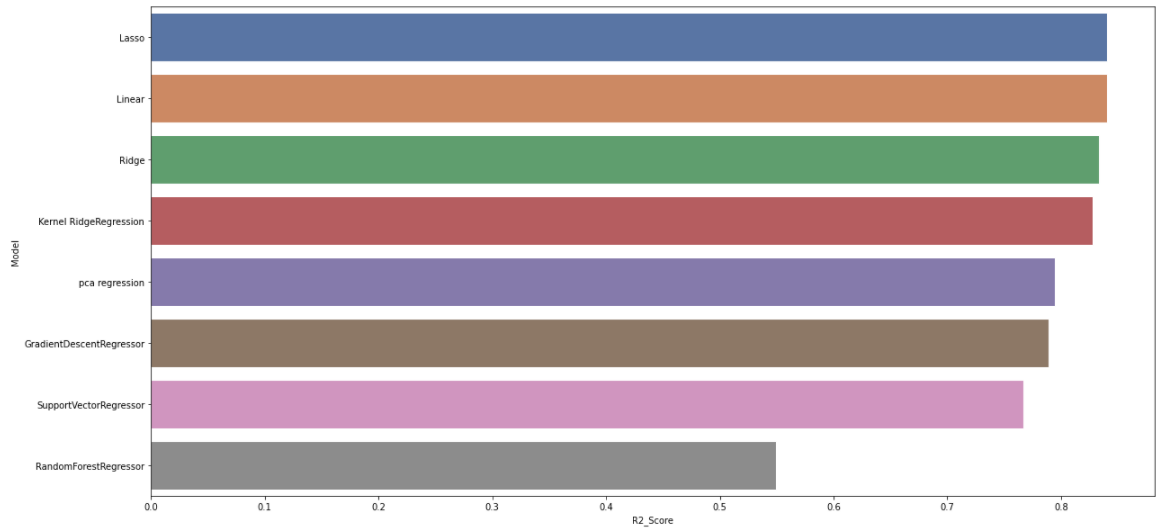 Lasso
Linear
Ridge
Kernel RidgeRegression
pca regression
GradientDescentRegressor
SupportVectorRegressor
RandomForestRegressor
Model
0.0 0.1 0.2 0.3 0.4 0.5 0.6 0.7 0.8
R2_Score